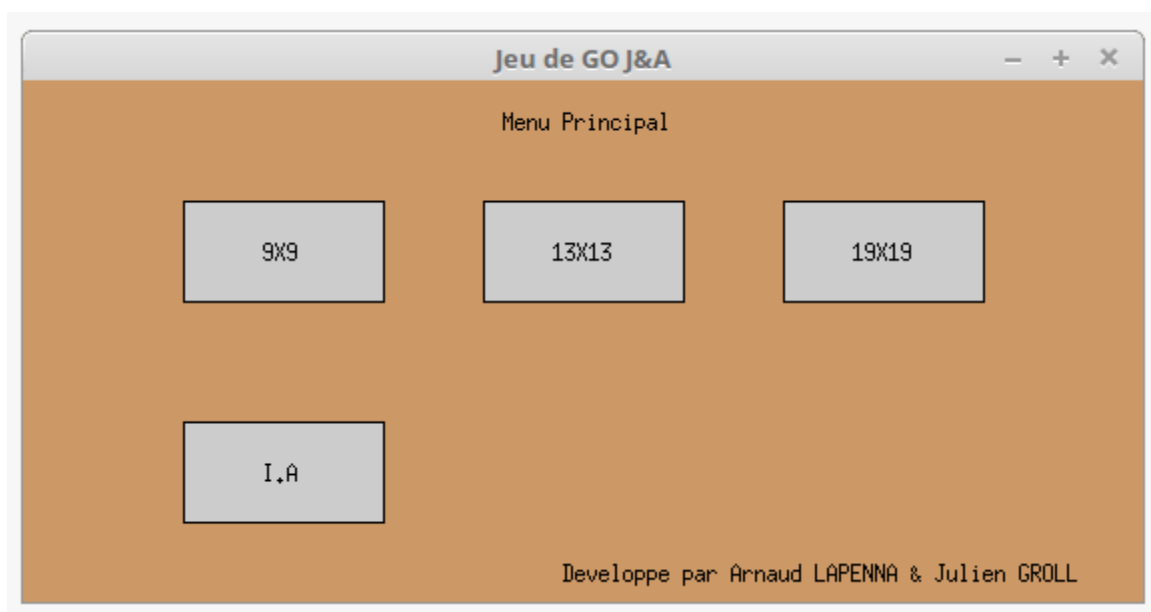 Jeu de GO J&A
Menu Principal
9X9
13X13
19X19
I.A
Developpe par Arnaud LAPENNA & Julien GROLL